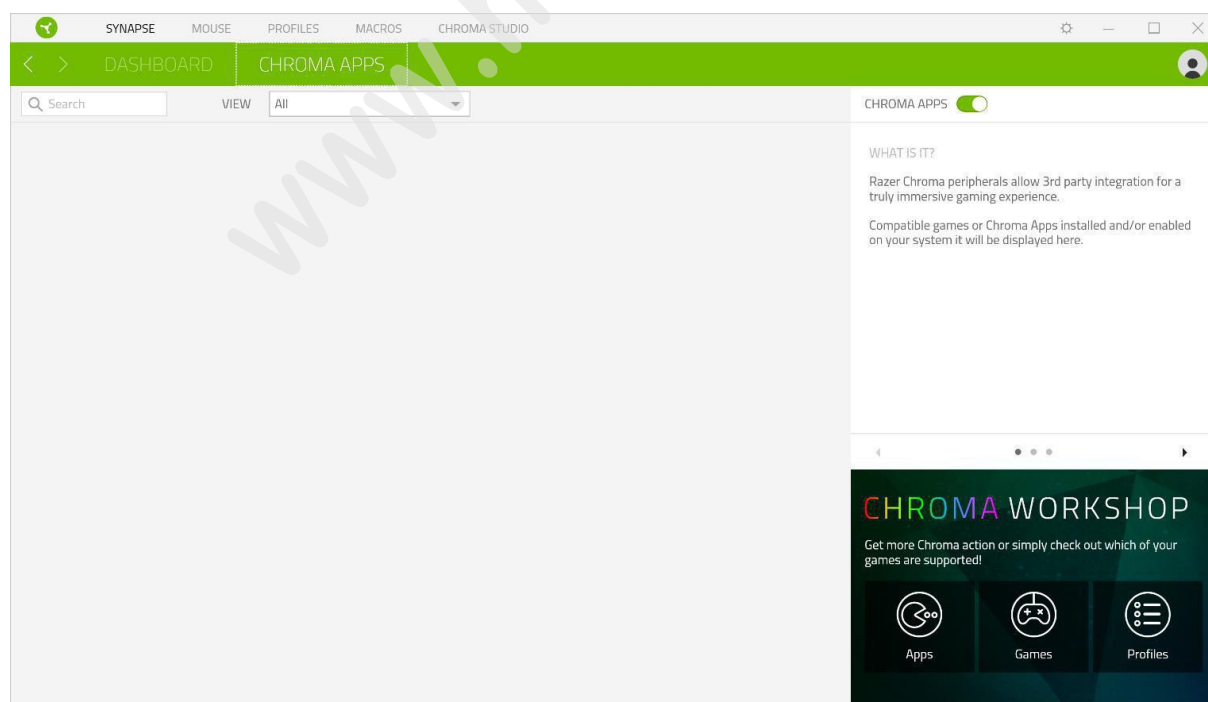 SYNAPSE MOUSE PROFILES MACROS CHROMA STUDIO
DASHBOARD CHROMA APPS
Search VIEW All CHROMA APPS
WHAT IS IT?
Razer Chroma peripherals allow 3rd party integration for a
truly immersive gaming experience.
Compatible games or Chroma Apps installed and/or enabled
on your system it will be displayed here.
CHROMA WORKSHOP
Get more Chroma action or simply check out which of your
games are supported!
Apps Games Profiles
www.